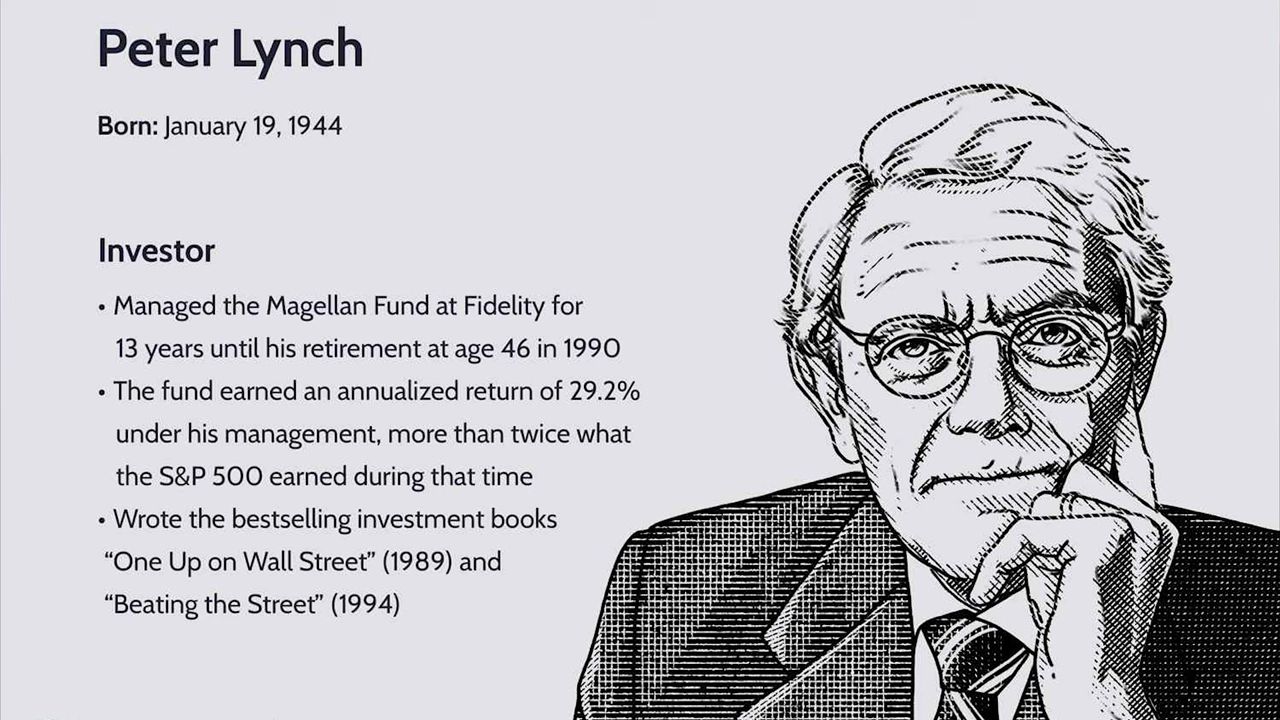 Peter Lynch
Born: January 19, 1944
Investor
• Managed the Magellan Fund at Fidelity for
13 years until his retirement at age 46 in 1990
• The fund earned an annualized return of 29.2%
under his management, more than twice what
the S&P 500 earned during that time
• Wrote the bestselling investment books
“One Up on Wall Street” (1989) and
“Beating the Street” (1994)